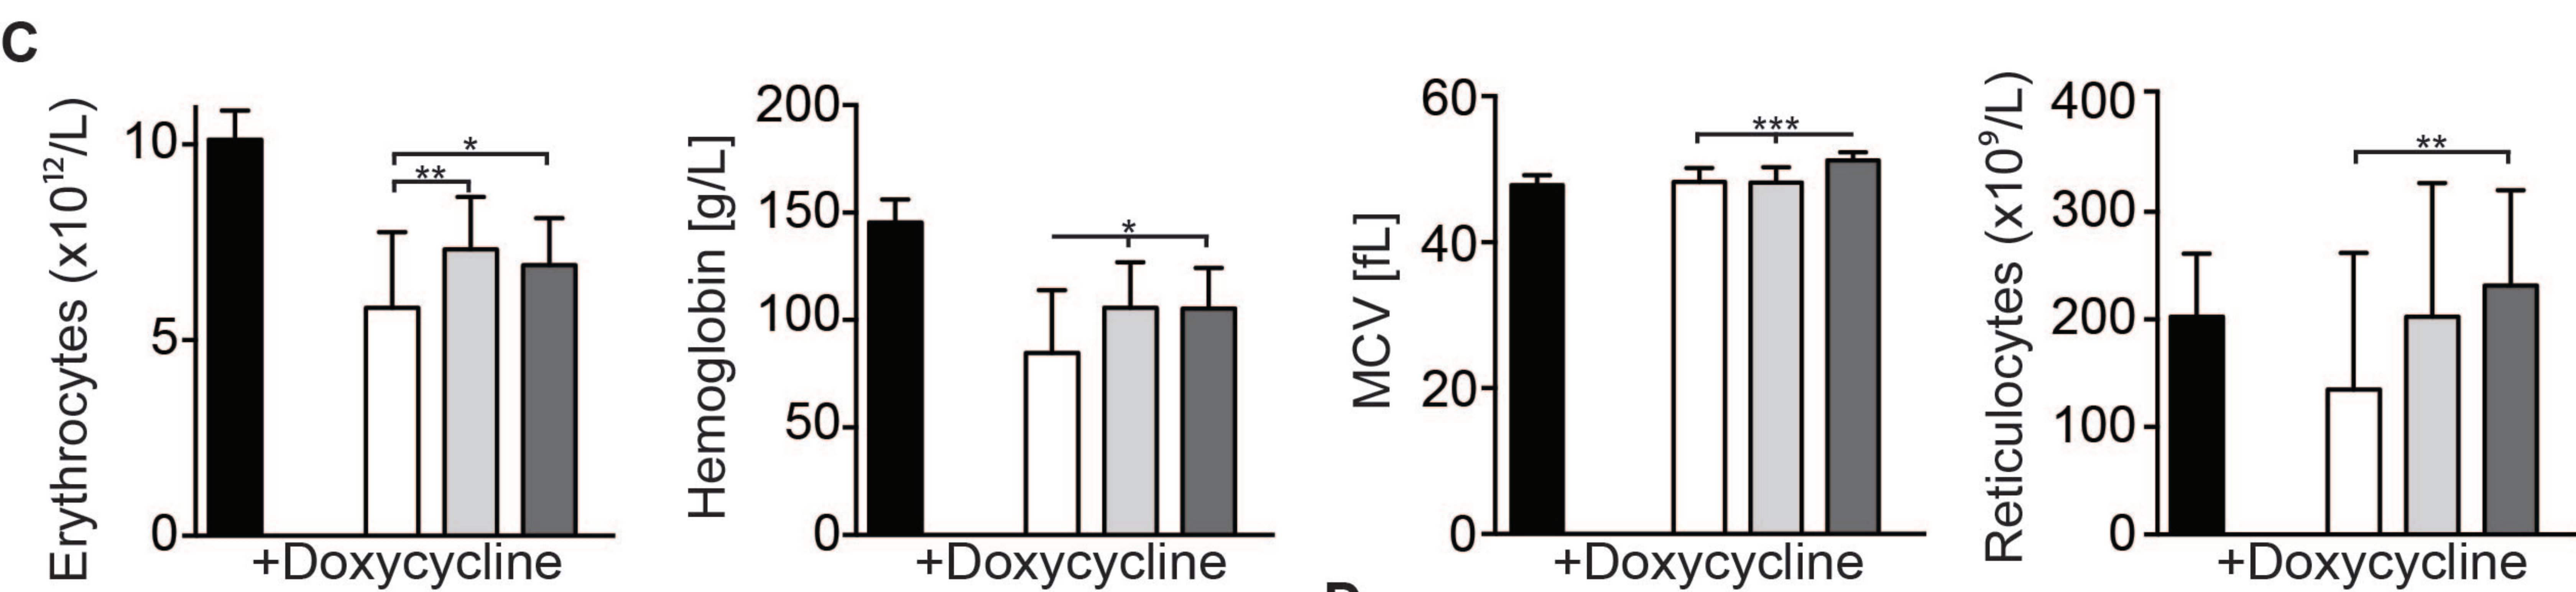 C
Erythrocytes (x10¹²/L)
10
5
0
*
**
+Doxycycline
Hemoglobin [g/L]
200
150
100
50
0
*
+Doxycycline
MCV [fL]
60
40
20
0
***
+Doxycycline
Reticulocytes (x10⁹/L)
400
300
200
100
0
**
+Doxycycline